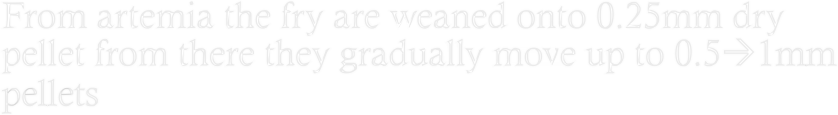 From artemia the fry are weaned onto 0.25mm dry
pellet from there they gradually move up to 0.5→1mm
pellets